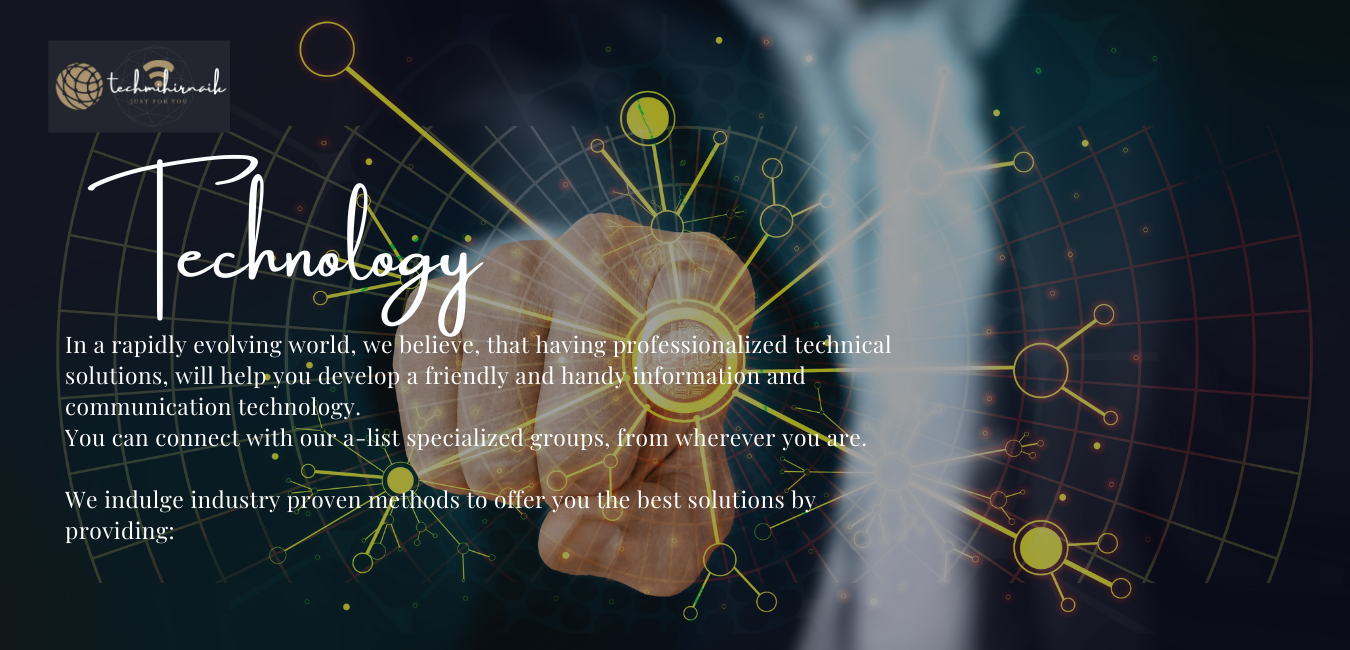 techmihirnaik
JUST FOR YOU
Technology
In a rapidly evolving world, we believe, that having professionalized technical
solutions, will help you develop a friendly and handy information and
communication technology.
You can connect with our a-list specialized groups, from wherever you are.
We indulge industry proven methods to offer you the best solutions by
providing: